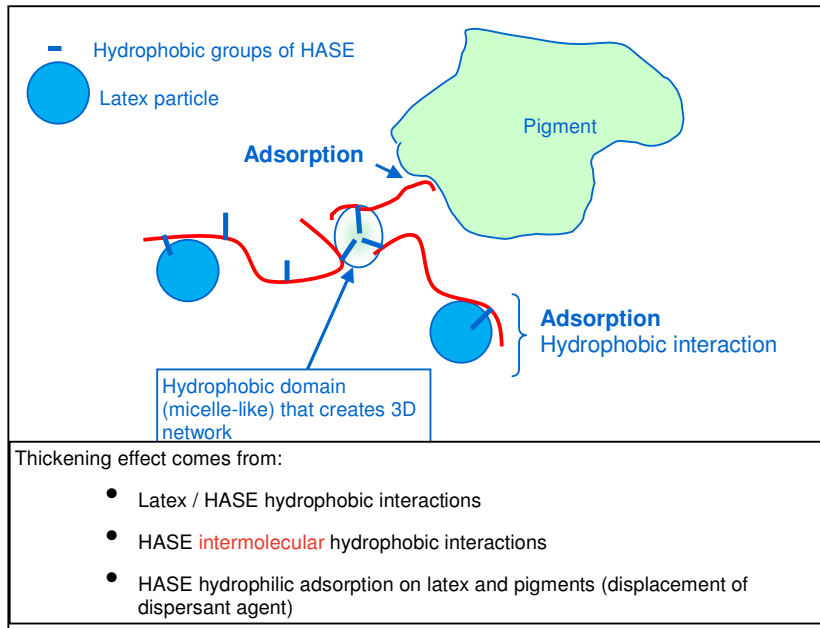 Hydrophobic groups of HASE
Latex particle
Pigment
Adsorption
Adsorption
Hydrophobic interaction
Hydrophobic domain
(micelle-like) that creates 3D
network
Thickening effect comes from:
• Latex / HASE hydrophobic interactions
• HASE intermolecular hydrophobic interactions
• HASE hydrophilic adsorption on latex and pigments (displacement of
dispersant agent)